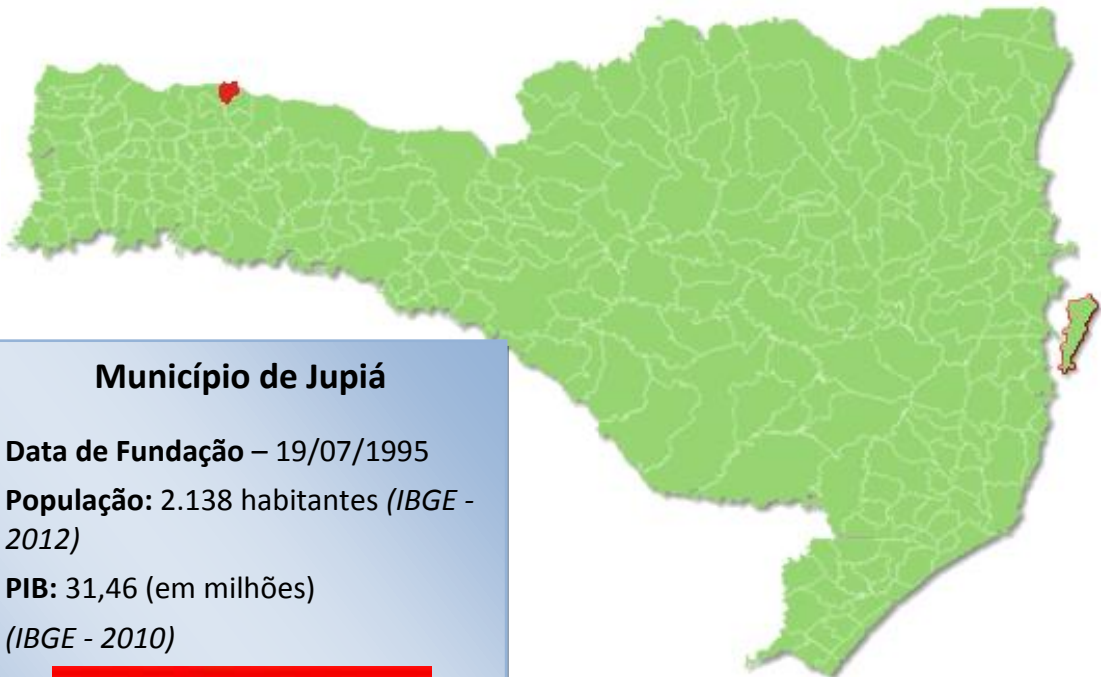 Município de Jupiá
Data de Fundação – 19/07/1995
População: 2.138 habitantes (IBGE -
2012)
PIB: 31,46 (em milhões)
(IBGE - 2010)